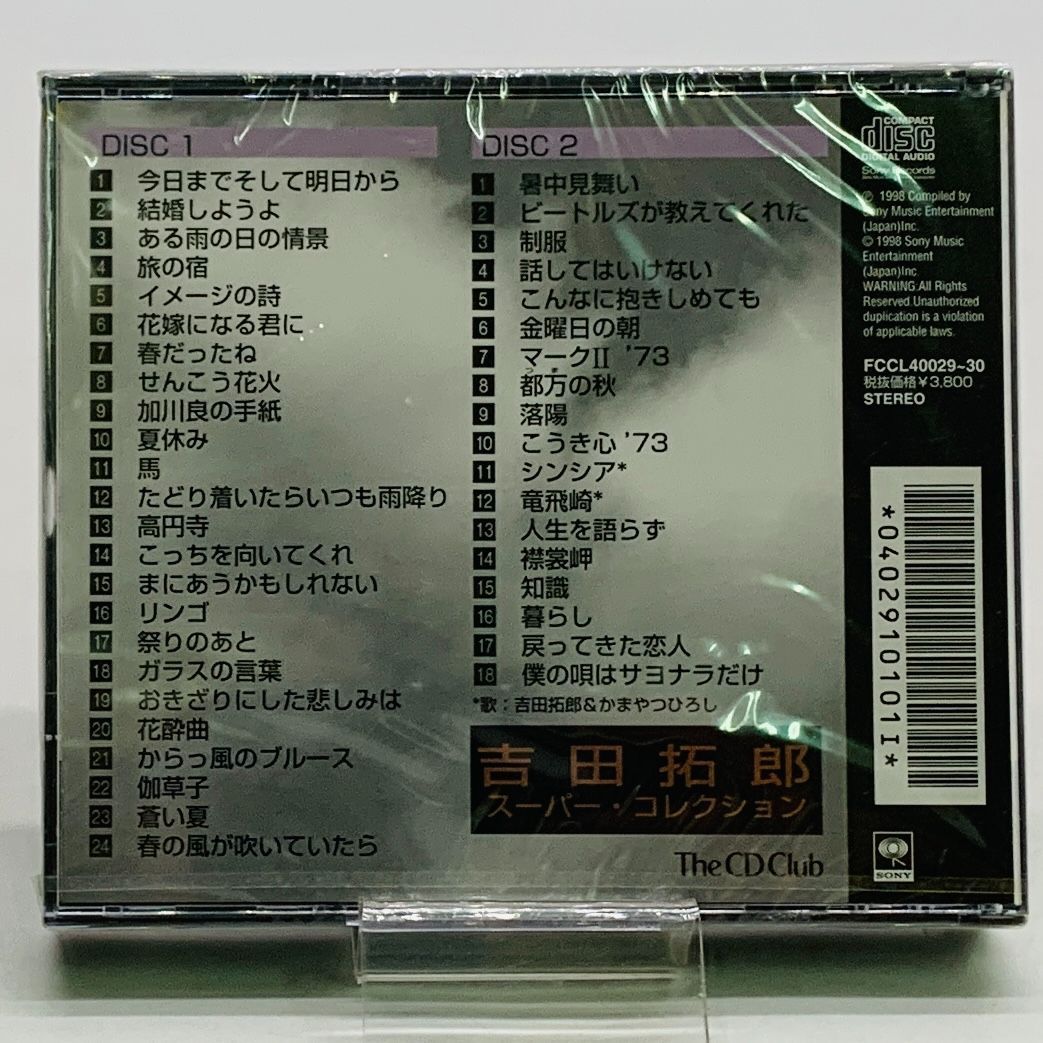 DISC 1
1 今日までそして明日から
2 結婚しようよ
3 ある雨の日の情景
4 旅の宿
5 イメージの詩
6 花嫁になる君に
7 春だったね
8 せんこう花火
9 加川良の手紙
10 夏休み
11 馬
12 たどり着いたらいつも雨降り
13 高円寺
14 こっちを向いてくれ
15 まにあうかもしれない
16 リンゴ
17 祭りのあと
18 ガラスの言葉
19 おきざりにした悲しみは
20 花酔曲
21 からっ風のブルース
22 伽草子
23 蒼い夏
24 春の風が吹いていたら
DISC 2
1 暑中見舞い
2 ビートルズが教えてくれた
3 制服
4 話してはいけない
5 こんなに抱きしめても
6 金曜日の朝
7 マークⅡ '73
つま
8 都万の秋
9 落陽
10 こうき心 '73
11 シンシア*
12 竜飛崎*
13 人生を語らず
14 襟裳岬
15 知識
16 暮らし
17 戻ってきた恋人
18 僕の唄はサヨナラだけ
*歌：吉田拓郎&かまやつひろし
吉田拓郎
スーパー・コレクション
The CD Club
COMPACT
disc
DIGITAL AUDIO
Sony Records
℗ 1998 Compiled by
Sony Music Entertainment
(Japan)Inc.
© 1998 Sony Music
Entertainment
(Japan)Inc
WARNING:All Rights
Reserved.Unauthorized
duplication is a violation
of applicable laws.
FCCL40029~30
税抜価格¥3,800
STEREO
*0402910101I*
SONY